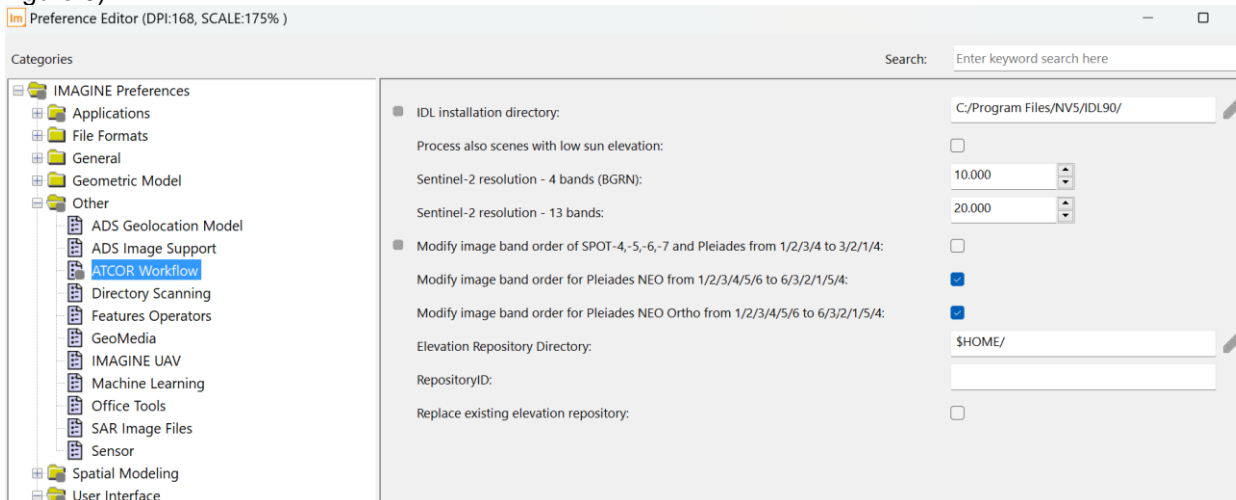 Im Preference Editor (DPI:168, SCALE:175% )
Categories
Search:
Enter keyword search here
IMAGINE Preferences
Applications
File Formats
General
Geometric Model
Other
ADS Geolocation Model
ADS Image Support
ATCOR Workflow
Directory Scanning
Features Operators
GeoMedia
IMAGINE UAV
Machine Learning
Office Tools
SAR Image Files
Sensor
Spatial Modeling
User Interface
IDL installation directory:
C:/Program Files/NV5/IDL90/
Process also scenes with low sun elevation:
Sentinel-2 resolution - 4 bands (BGRN):
10.000
Sentinel-2 resolution - 13 bands:
20.000
Modify image band order of SPOT-4,-5,-6,-7 and Pleiades from 1/2/3/4 to 3/2/1/4:
Modify image band order for Pleiades NEO from 1/2/3/4/5/6 to 6/3/2/1/5/4:
Modify image band order for Pleiades NEO Ortho from 1/2/3/4/5/6 to 6/3/2/1/5/4:
Elevation Repository Directory:
$HOME/
RepositoryID:
Replace existing elevation repository: